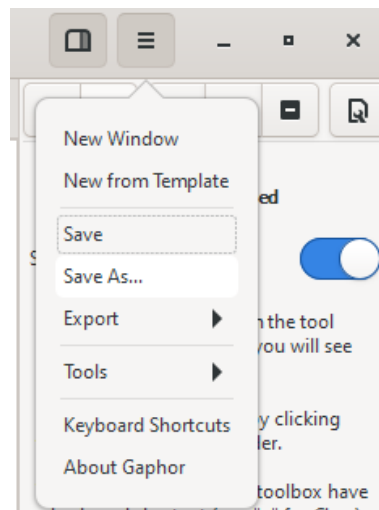 New Window
New from Template
ed
Save
S
Save As...
Export
n the tool
you will see
Tools
Keyboard Shortcuts
y clicking
der.
About Gaphor
toolbox have